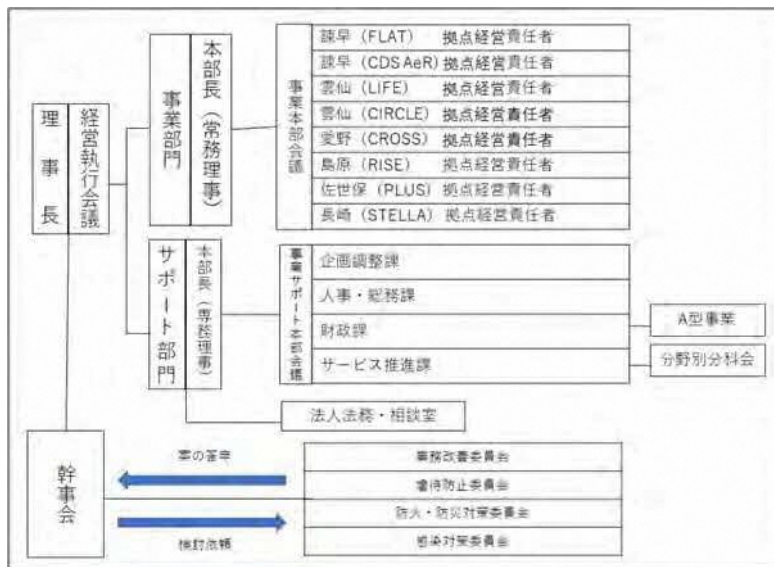 理事長
経営執行会議
事業部門
本部長（常務理事）
事業本部会議
諫早（FLAT） 拠点経営責任者
諫早（CDS AeR) 拠点経営責任者
雲仙（LIFE） 拠点経営責任者
雲仙（CIRCLE） 拠点経営責任者
愛野（CROSS） 拠点経営責任者
島原（RISE） 拠点経営責任者
佐世保（PLUS） 拠点経営責任者
長崎（STELLA） 拠点経営責任者
サポート部門
本部長（専務理事）
事業サポート本部会議
企画調整課
人事・総務課
財政課
サービス推進課
A型事業
分野別分科会
法人法務・相談室
幹事会
案の答申
検討依頼
業務改善委員会
虐待防止委員会
防火・防災対策委員会
感染対策委員会